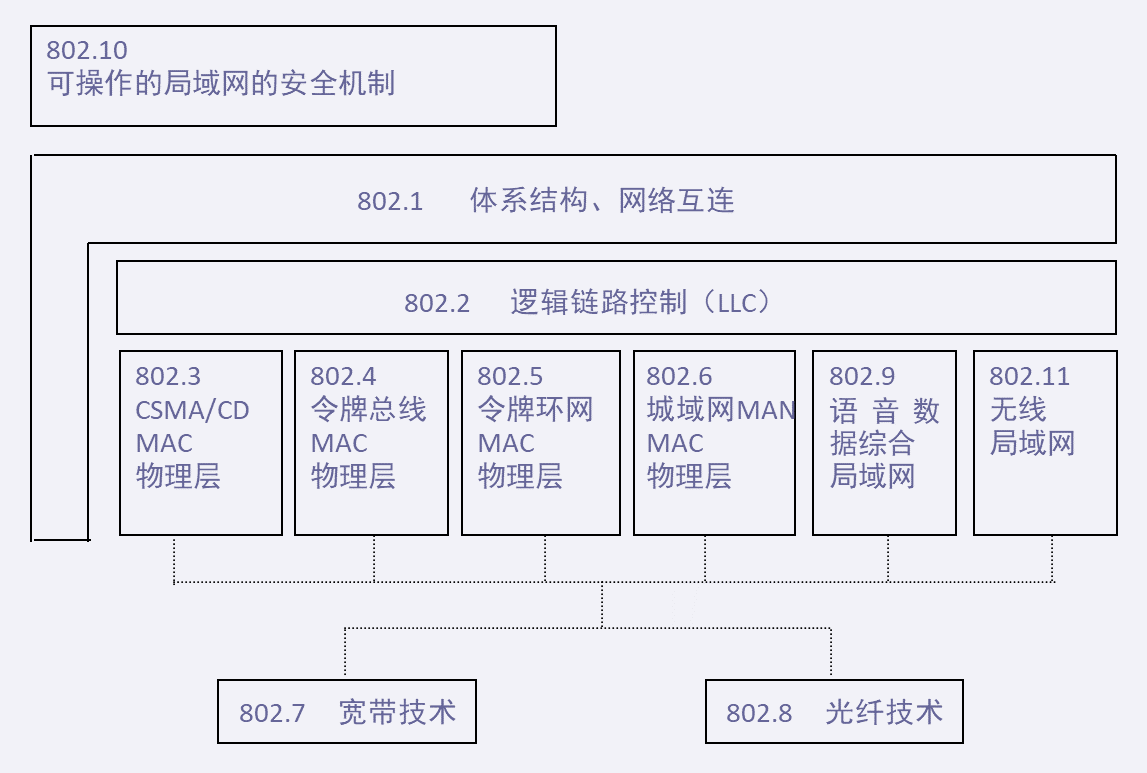 802.10
可操作的局域网的安全机制
802.1 体系结构、网络互连
802.2 逻辑链路控制（LLC）
802.3
CSMA/CD
MAC
物理层
802.4
令牌总线
MAC
物理层
802.5
令牌环网
MAC
物理层
802.6
城域网MAN
MAC
物理层
802.9
语 音 数
据综合
局域网
802.11
无线
局域网
802.7 宽带技术
802.8 光纤技术